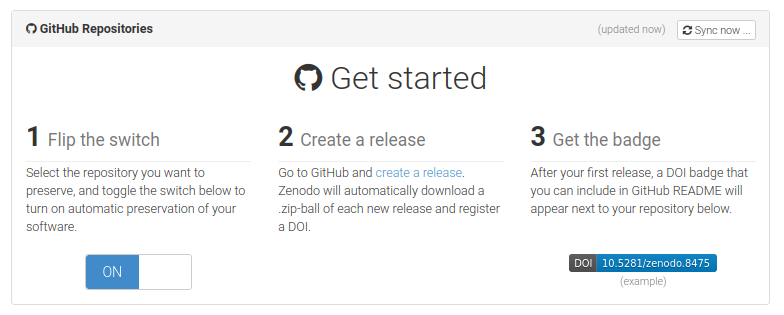 GitHub Repositories (updated now) Sync now ...
Get started
1 Flip the switch
Select the repository you want to
preserve, and toggle the switch below to
turn on automatic preservation of your
software.
ON
2 Create a release
Go to GitHub and create a release.
Zenodo will automatically download a
.zip-ball of each new release and register
a DOI.
3 Get the badge
After your first release, a DOI badge that
you can include in GitHub README will
appear next to your repository below.
DOI 10.5281/zenodo.8475
(example)